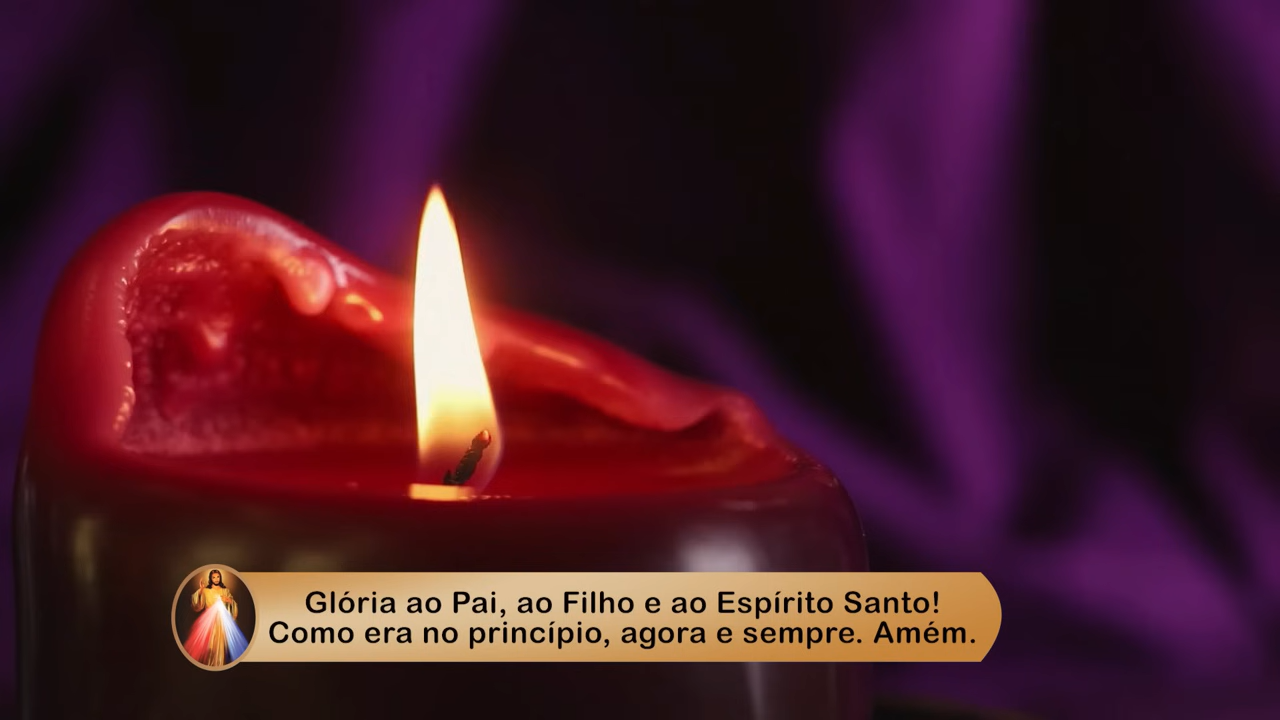 Glória ao Pai, ao Filho e ao Espírito Santo!
Como era no princípio, agora e sempre. Amém.